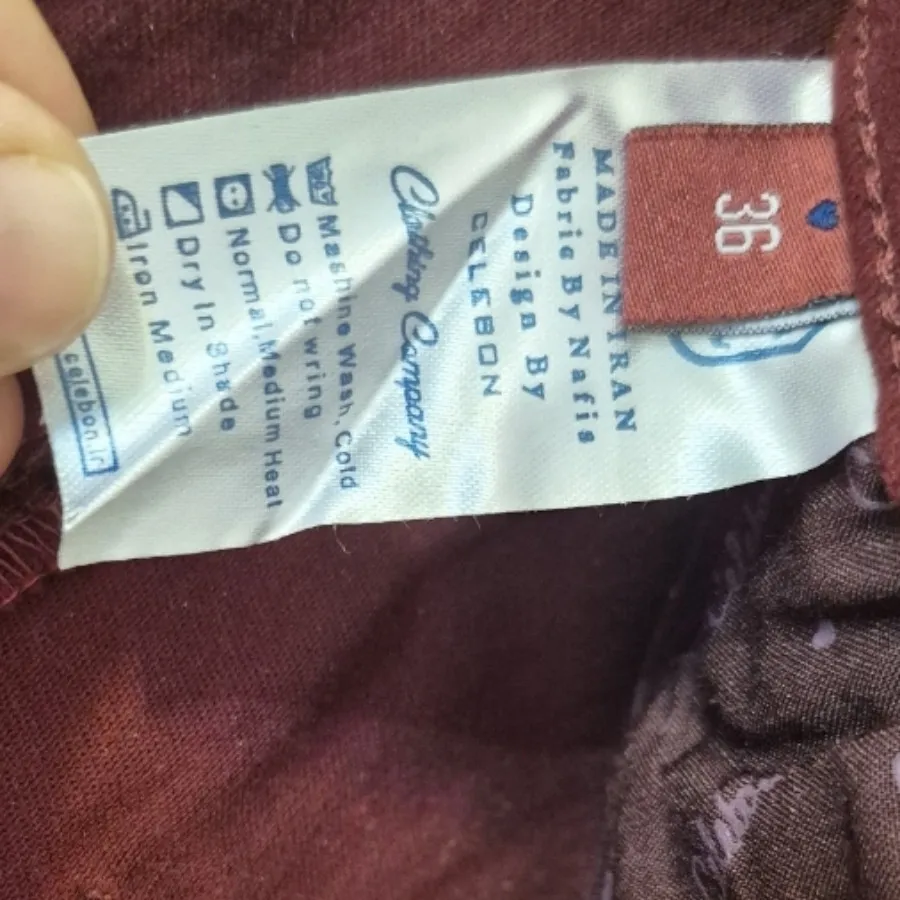 36
MADE IN IRAN
Fabric By Nafis
Design By
CELEBON
Clothing Company
Mashine Wash, Cold
Do not wring
Normal, Medium Heat
Dry In Shade
Iron Medium
celebon.ir